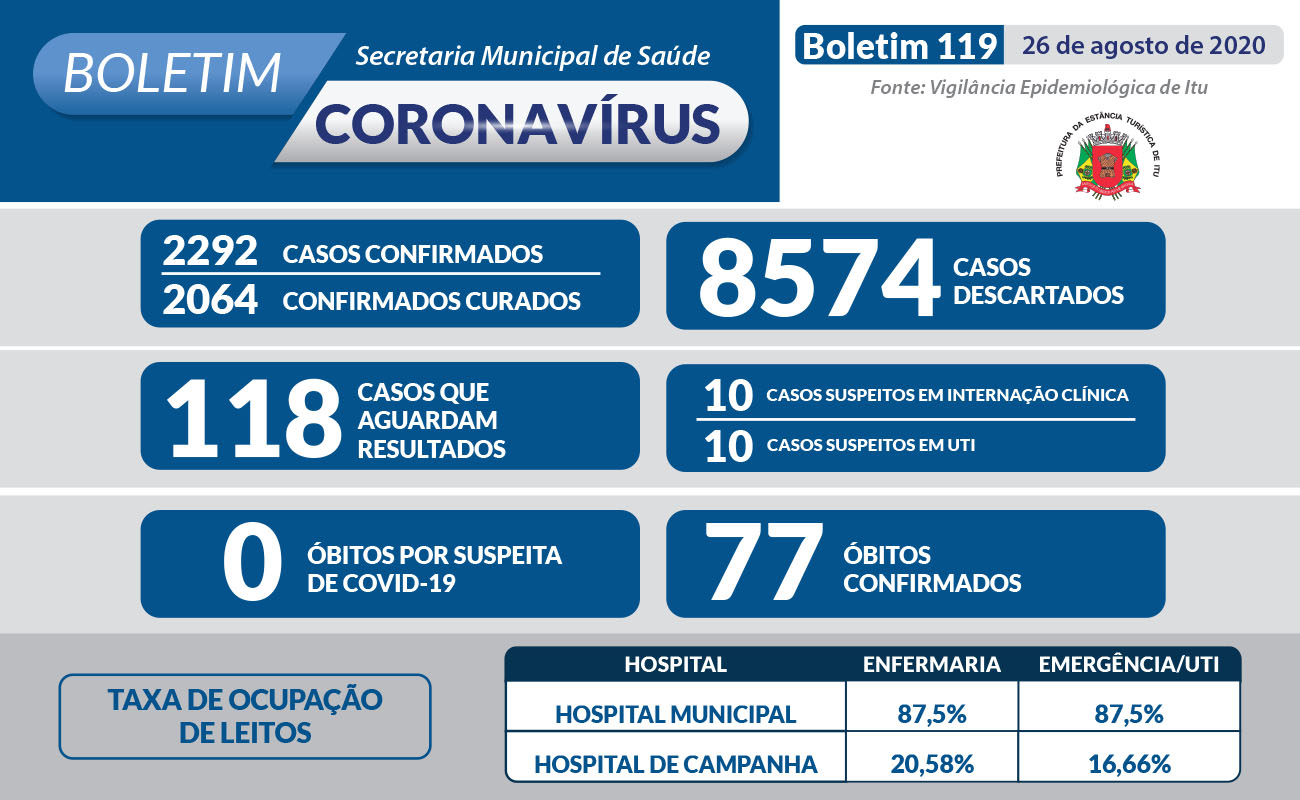 BOLETIM
Secretaria Municipal de Saúde
CORONAVÍRUS
Boletim 119
26 de agosto de 2020
Fonte: Vigilância Epidemiológica de Itu
PREFEITURA DA ESTÂNCIA TURÍSTICA DE ITU
2292 CASOS CONFIRMADOS
2064 CONFIRMADOS CURADOS
8574 CASOS
DESCARTADOS
118 CASOS QUE
AGUARDAM
RESULTADOS
10 CASOS SUSPEITOS EM INTERNAÇÃO CLÍNICA
10 CASOS SUSPEITOS EM UTI
0 ÓBITOS POR SUSPEITA
DE COVID-19
77 ÓBITOS
CONFIRMADOS
TAXA DE OCUPAÇÃO
DE LEITOS
HOSPITAL ENFERMARIA EMERGÊNCIA/UTI
HOSPITAL MUNICIPAL 87,5% 87,5%
HOSPITAL DE CAMPANHA 20,58% 16,66%